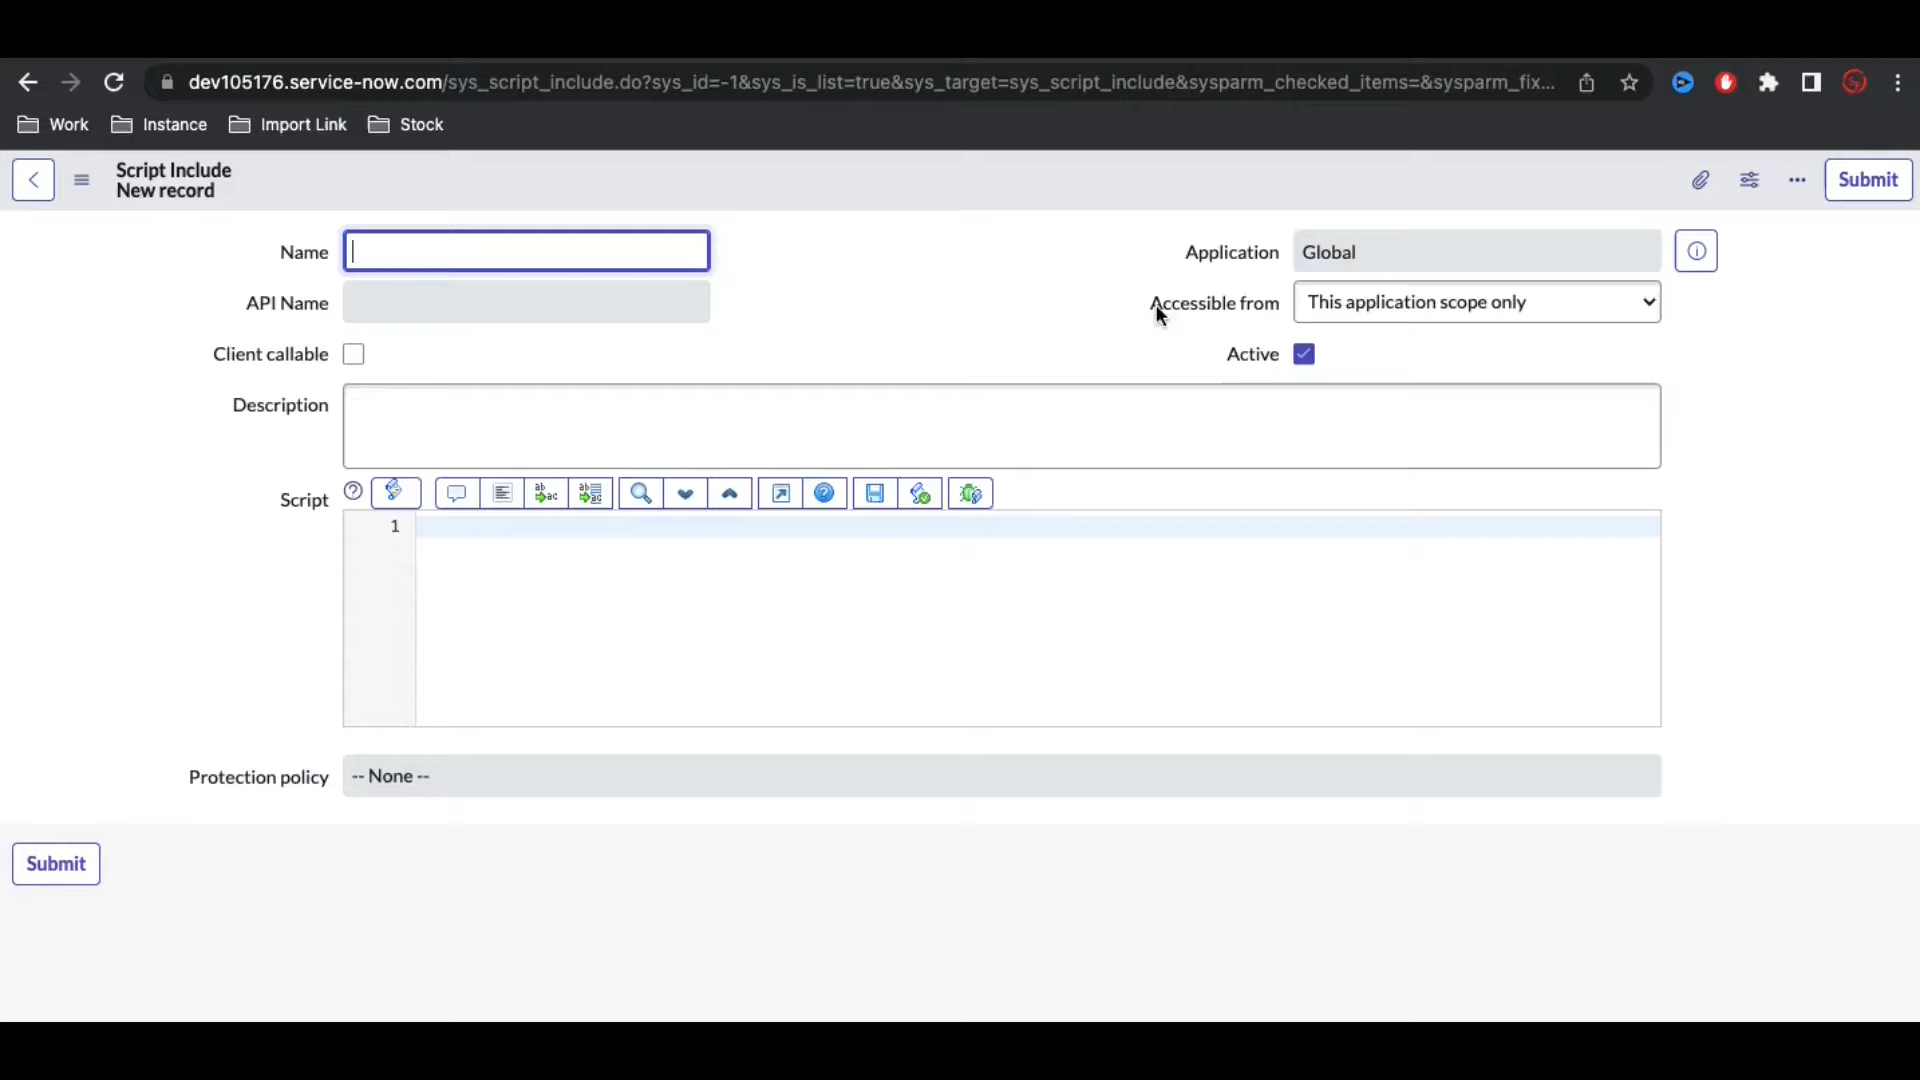 dev105176.service-now.com/sys_script_include.do?sys_id=-1&sys_is_list=true&sys_target=sys_script_include&sysparm_checked_items=&sysparm_fix...
Work Instance Import Link Stock
Script Include
New record
Submit
Name
Application Global
API Name
Accessible from This application scope only
Client callable
Active
Description
Script
1
Protection policy -- None --
Submit